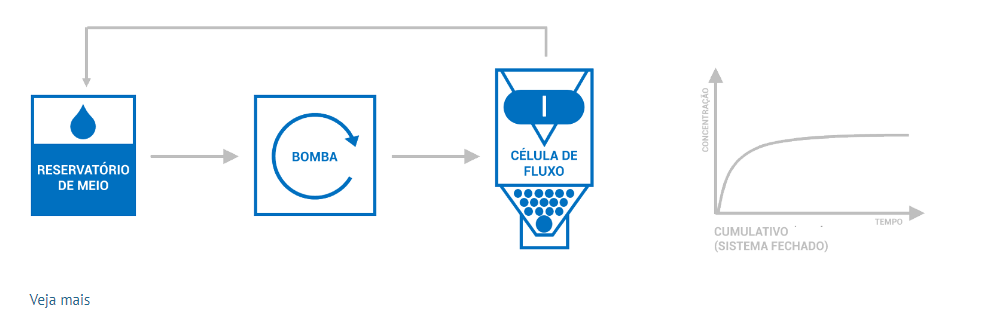 RESERVATÓRIO
DE MEIO
BOMBA
CÉLULA DE
FLUXO
CONCENTRAÇÃO
TEMPO
CUMULATIVO
(SISTEMA FECHADO)
Veja mais